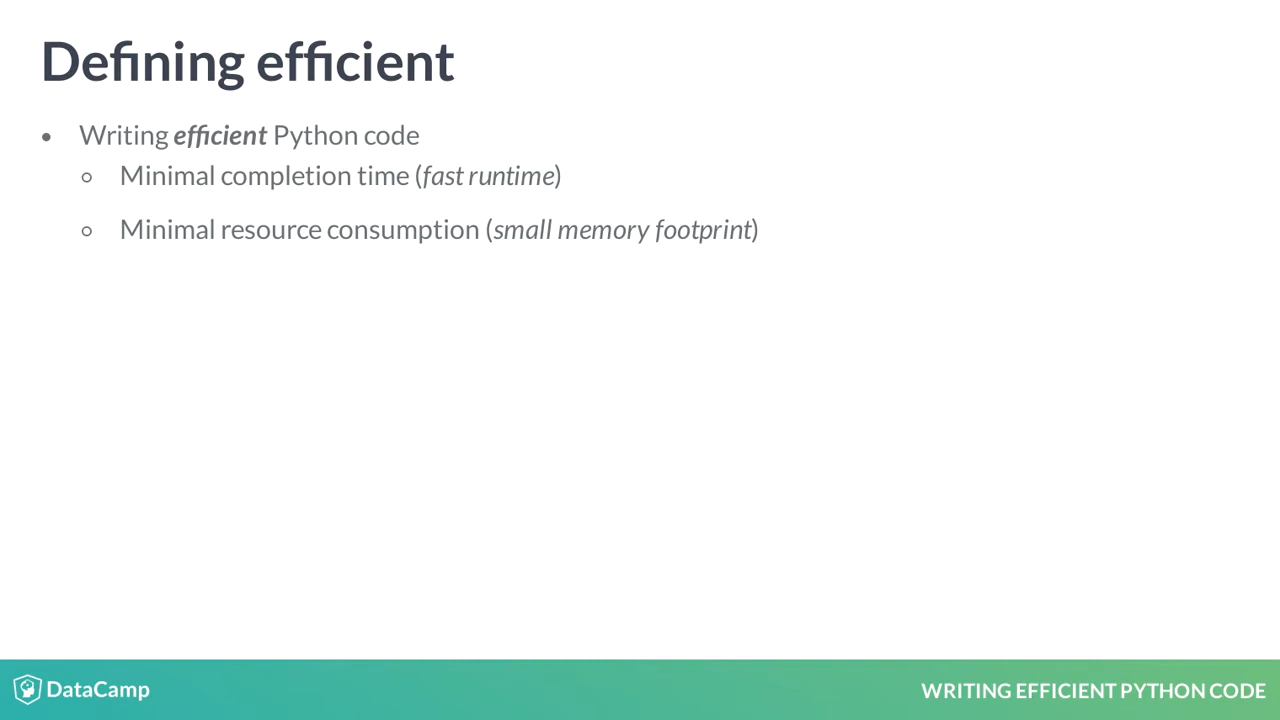 Defining efficient
• Writing efficient Python code
○ Minimal completion time (fast runtime)
○ Minimal resource consumption (small memory footprint)
DataCamp
WRITING EFFICIENT PYTHON CODE